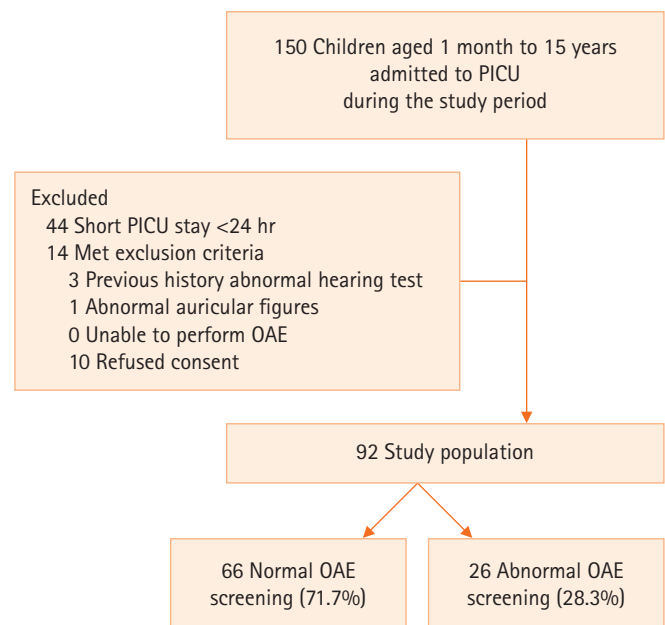 150 Children aged 1 month to 15 years
admitted to PICU
during the study period
Excluded
44 Short PICU stay <24 hr
14 Met exclusion criteria
3 Previous history abnormal hearing test
1 Abnormal auricular figures
0 Unable to perform OAE
10 Refused consent
92 Study population
66 Normal OAE
screening (71.7%)
26 Abnormal OAE
screening (28.3%)